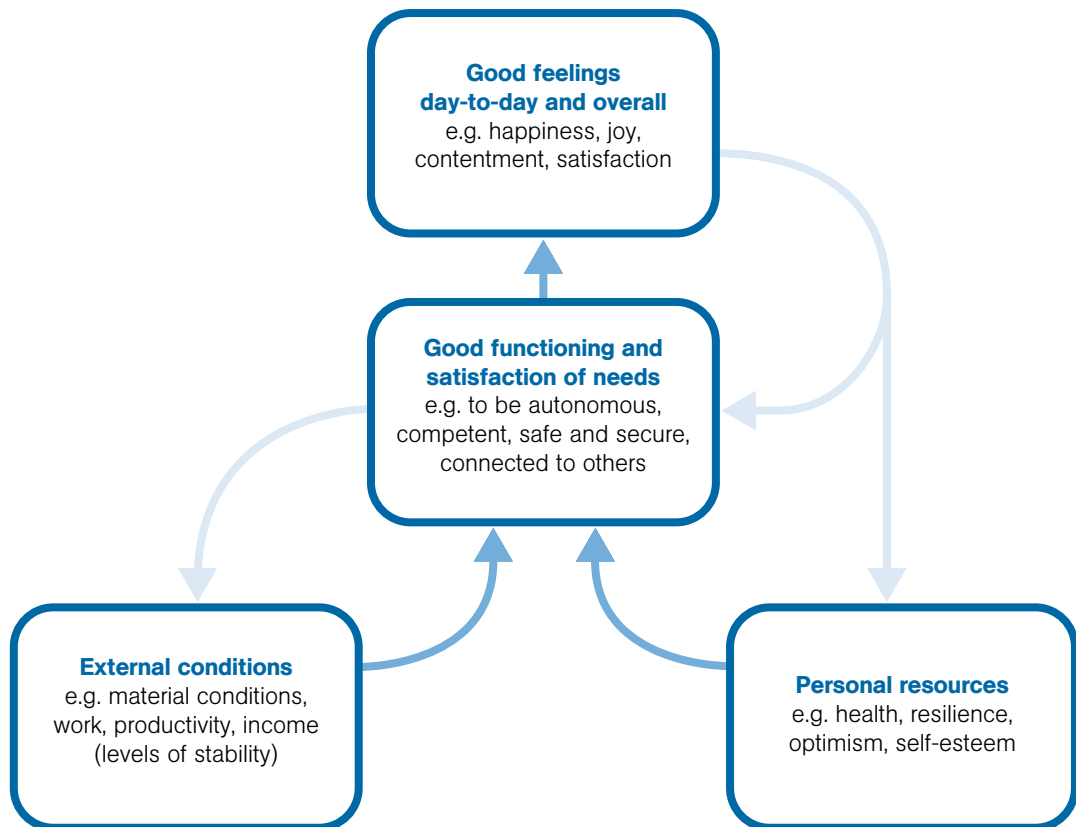 Good feelings
day-to-day and overall
e.g. happiness, joy,
contentment, satisfaction
Good functioning and
satisfaction of needs
e.g. to be autonomous,
competent, safe and secure,
connected to others
External conditions
e.g. material conditions,
work, productivity, income
(levels of stability)
Personal resources
e.g. health, resilience,
optimism, self-esteem